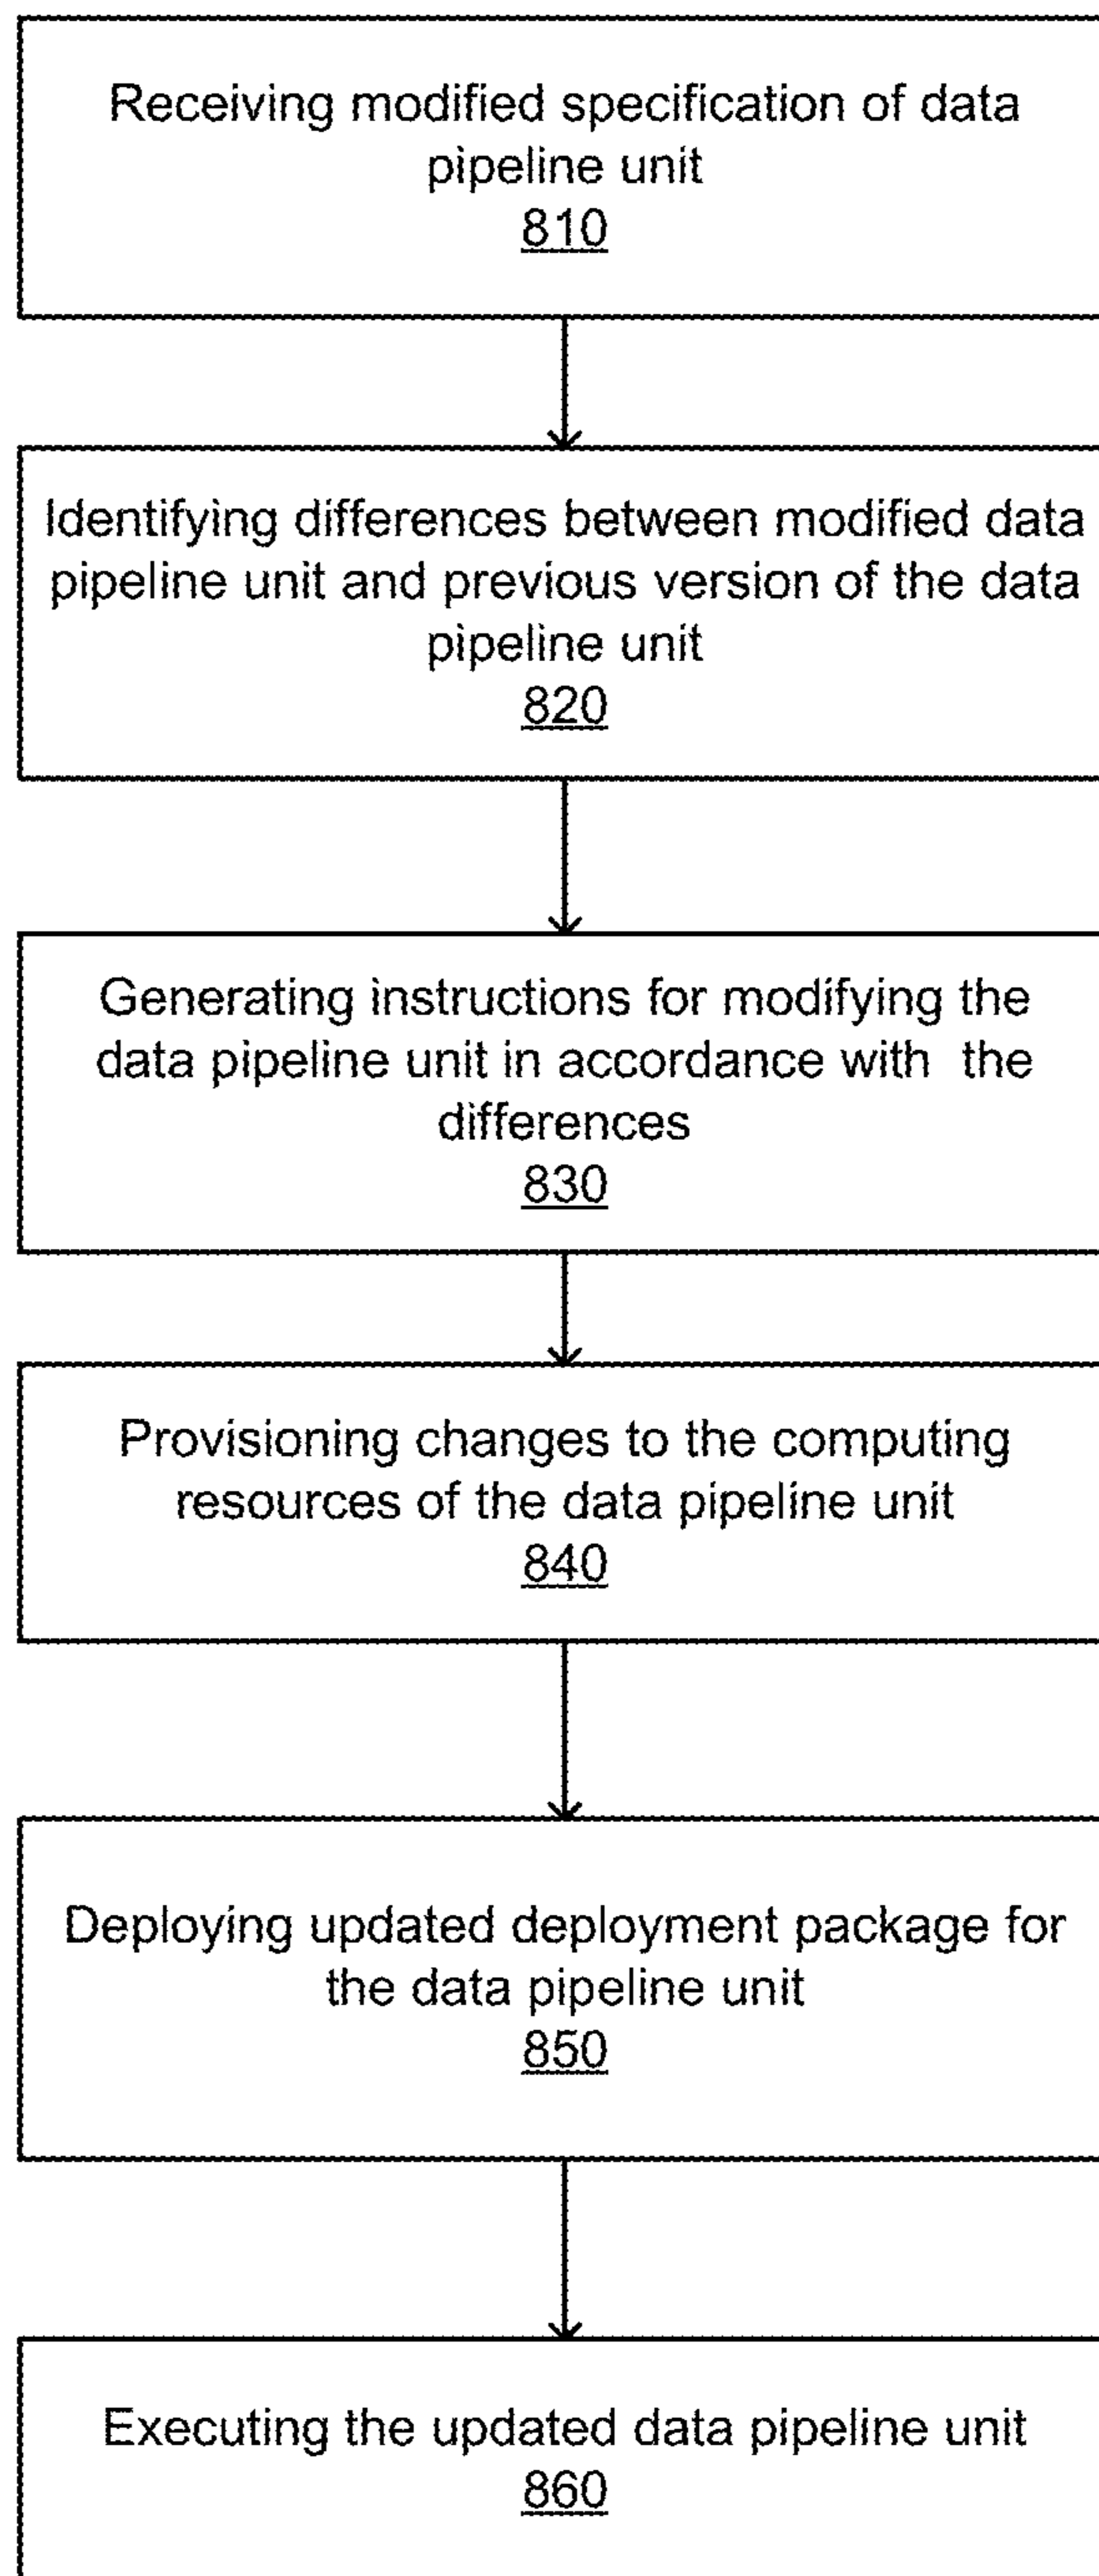 Receiving modified specification of data
pipeline unit
810
Identifying differences between modified data
pipeline unit and previous version of the data
pipeline unit
820
Generating instructions for modifying the
data pipeline unit in accordance with  the
differences
830
Provisioning changes to the computing
resources of the data pipeline unit
840
Deploying updated deployment package for
the data pipeline unit
850
Executing the updated data pipeline unit
860